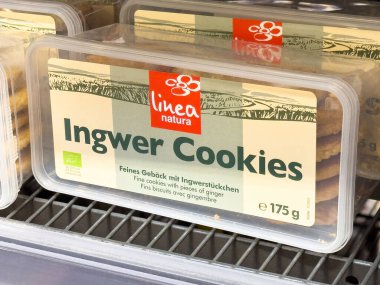 linea
natura
Ingwer Cookies
Feines Gebäck mit Ingwerstückchen
Fine cookies with pieces of ginger
Fins biscuits avec gingembre
℮ 175 g